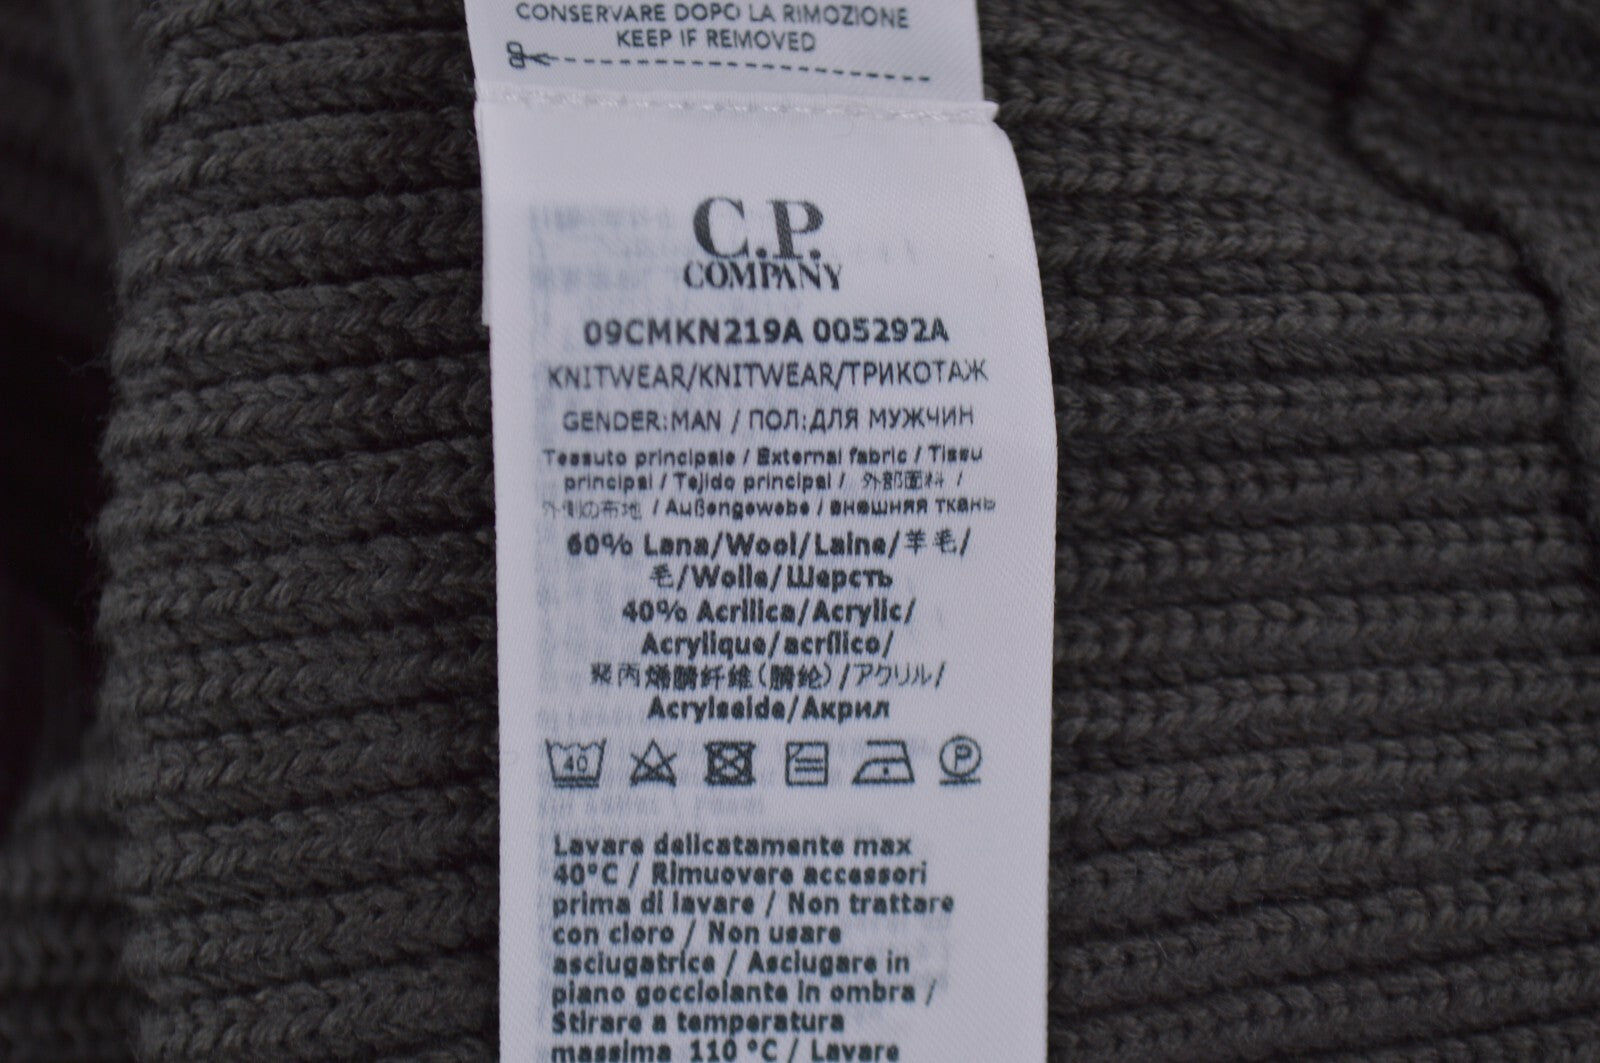 CONSERVARE DOPO LA RIMOZIONE
KEEP IF REMOVED
C.P.
COMPANY
09CMKN219A 005292A
KNITWEAR/KNITWEAR/ТРИКОТАЖ
GENDER:MAN / ПОЛ:ДЛЯ МУЖЧИН
Tessuto principale / External fabric / Tissu
principal / Tejido principal / 外部面料 /
外側の布地 / Außengewebe / внешняя ткань
60% Lana/Wool/Laine/羊毛/
毛/Wolle/Шерсть
40% Acrilica/Acrylic/
Acrylique/acrílico/
聚丙烯腈纤维(腈纶)/アクリル/
Acrylseide/Акрил
40 P
Lavare delicatamente max
40°C / Rimuovere accessori
prima di lavare / Non trattare
con cloro / Non usare
asciugatrice / Asciugare in
piano gocciolante in ombra /
Stirare a temperatura
massima 110 °C / Lavare